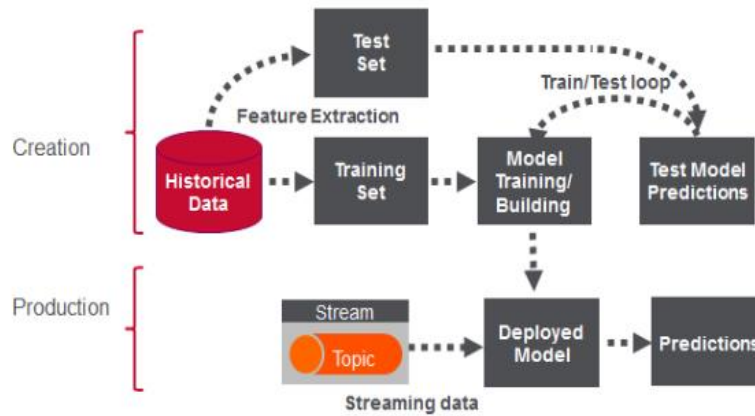 Test
Set
Train/Test loop
Feature Extraction
Creation
Historical
Data
Training
Set
Model
Training/
Building
Test Model
Predictions
Production
Stream
Topic
Deployed
Model
Predictions
Streaming data